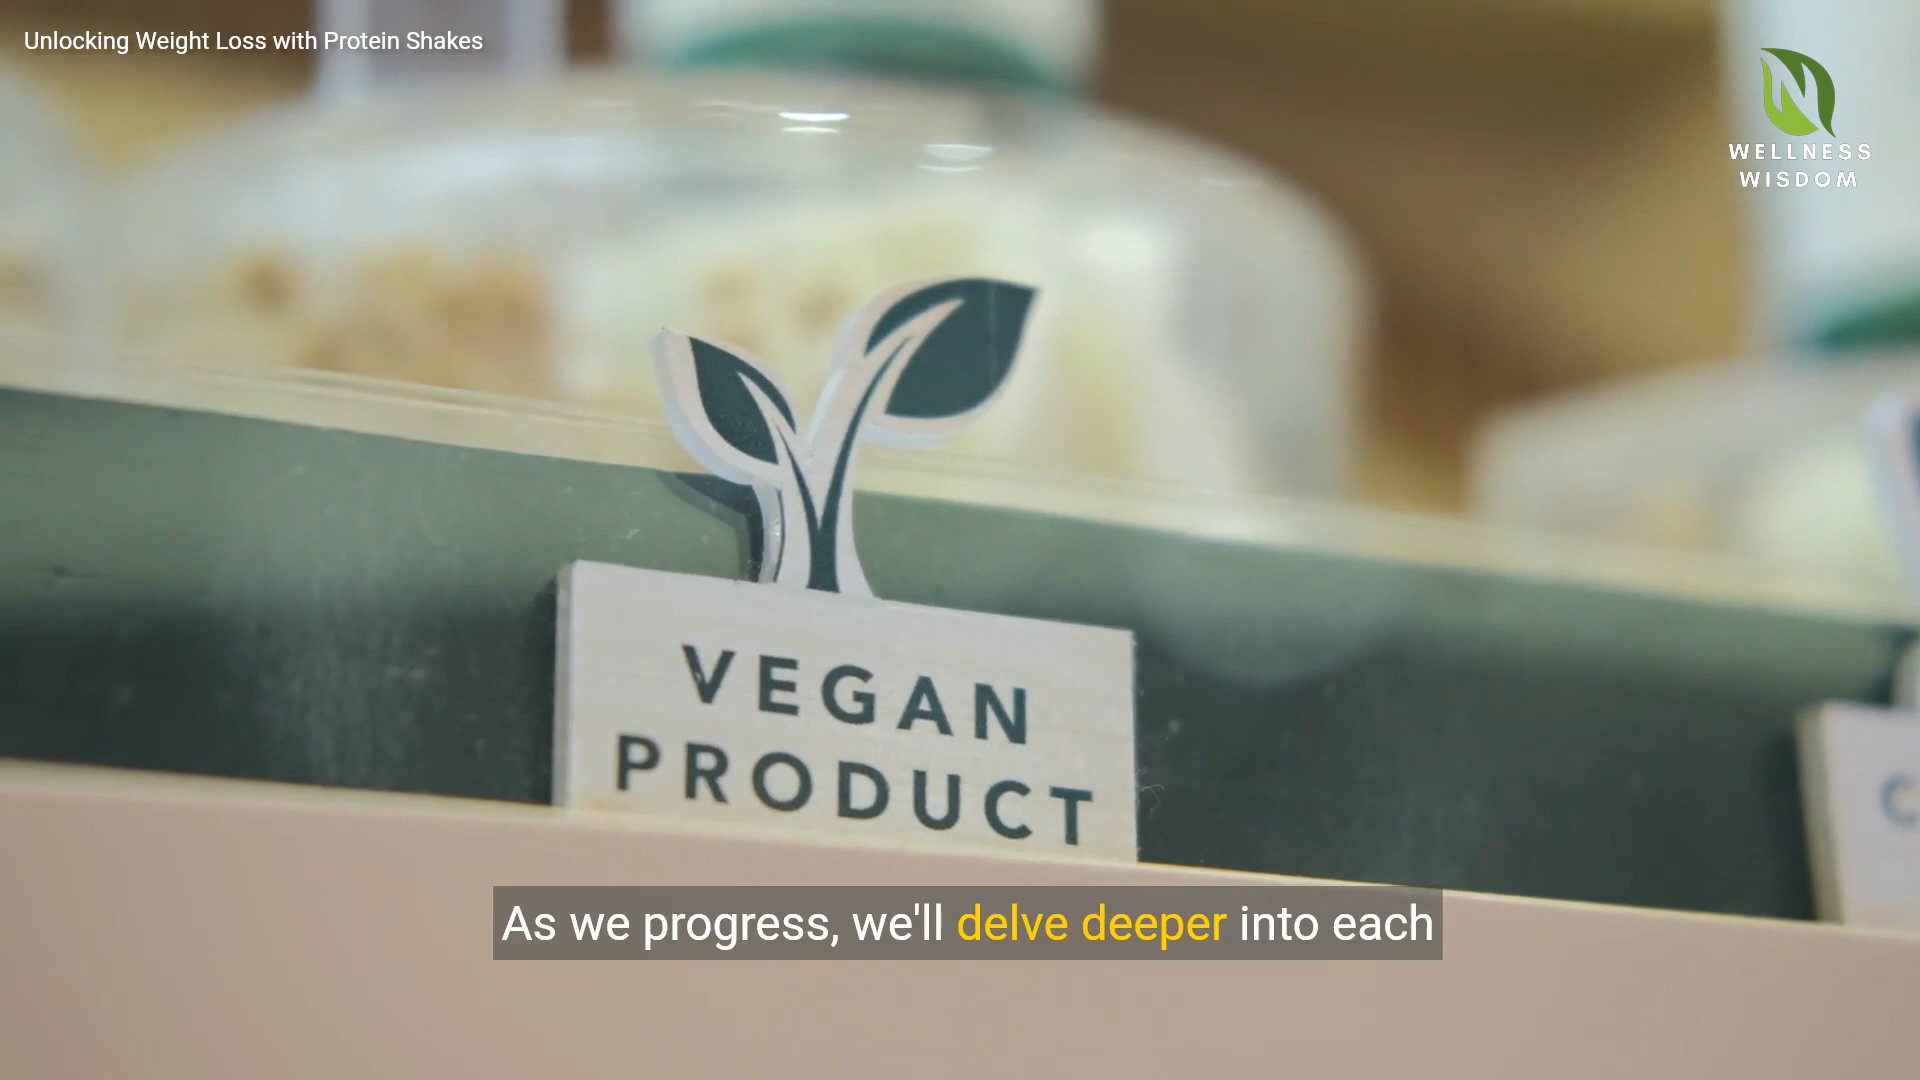 Unlocking Weight Loss with Protein Shakes
WELLNESS
WISDOM
VEGAN
PRODUCT
C
As we progress, we'll delve deeper into each